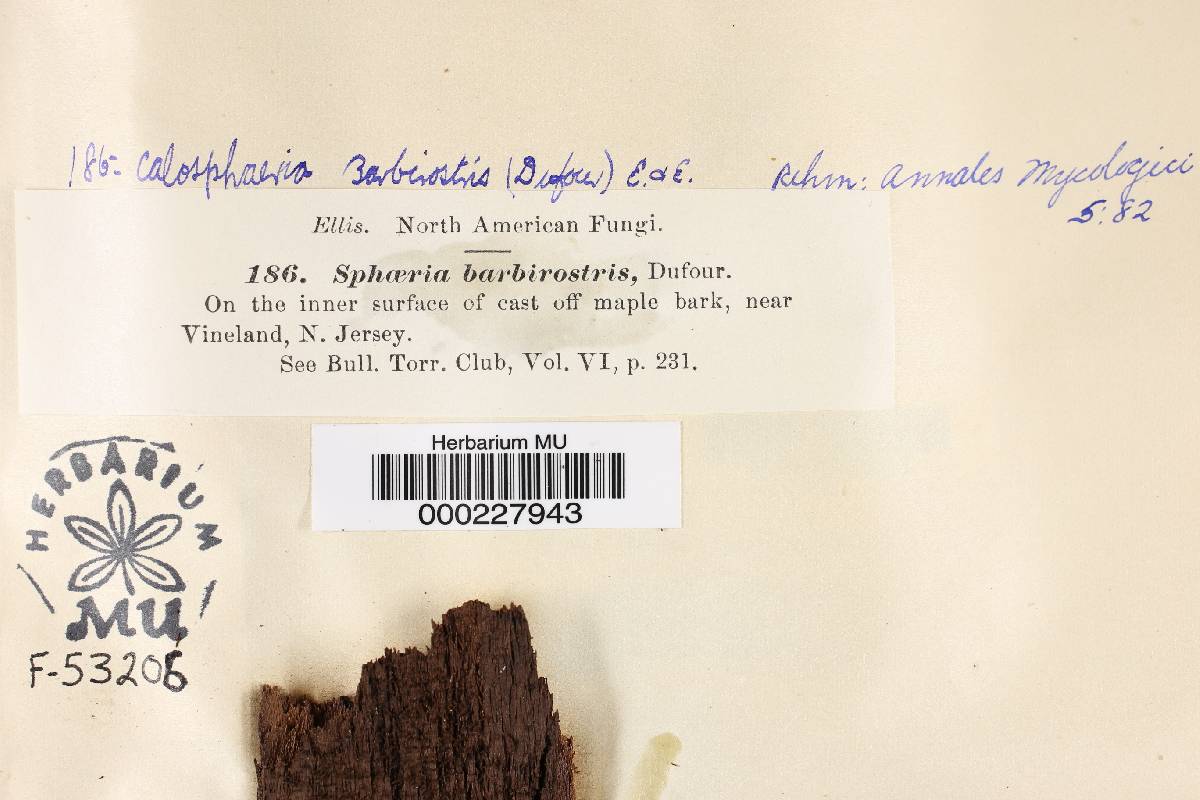 186- Calosphaeria Barbirostris (Dufour) E. & E. Rehm: Annales Mycologici
5:82
Ellis. North American Fungi.
186. Sphæria barbirostris, Dufour.
On the inner surface of cast off maple bark, near
Vineland, N. Jersey.
See Bull. Torr. Club, Vol. VI, p. 231.
Herbarium MU
000227943
HERBARIUM
MU
F-53206